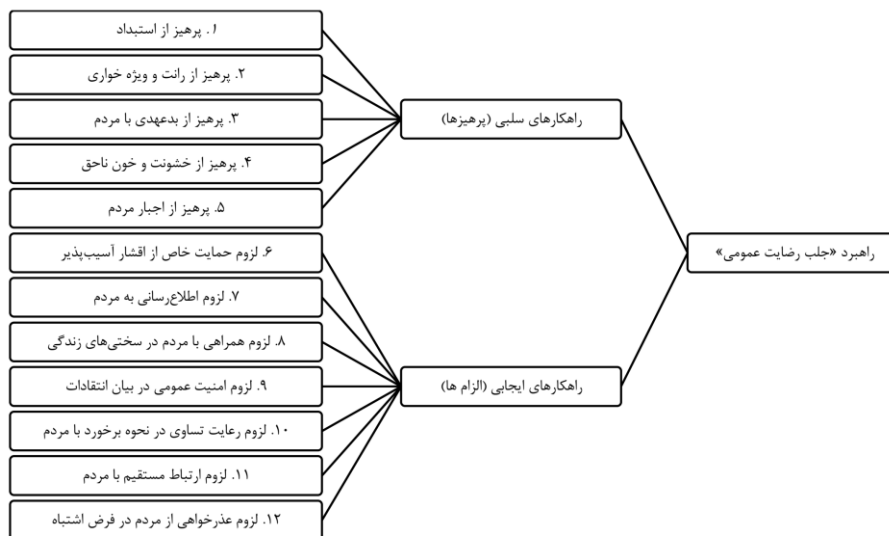 راهبرد «جلب رضایت عمومی»
راهکارهای سلبی (پرهیزها)
۱. پرهیز از استبداد
۲. پرهیز از رانت و ویژه خواری
۳. پرهیز از بدعهدی با مردم
۴. پرهیز از خشونت و خون ناحق
۵. پرهیز از اجبار مردم
راهکارهای ایجابی (الزام ها)
۶. لزوم حمایت خاص از اقشار آسیب‌پذیر
۷. لزوم اطلاع‌رسانی به مردم
۸. لزوم همراهی با مردم در سختی‌های زندگی
۹. لزوم امنیت عمومی در بیان انتقادات
۱۰. لزوم رعایت تساوی در نحوه برخورد با مردم
۱۱. لزوم ارتباط مستقیم با مردم
۱۲. لزوم عذرخواهی از مردم در فرض اشتباه